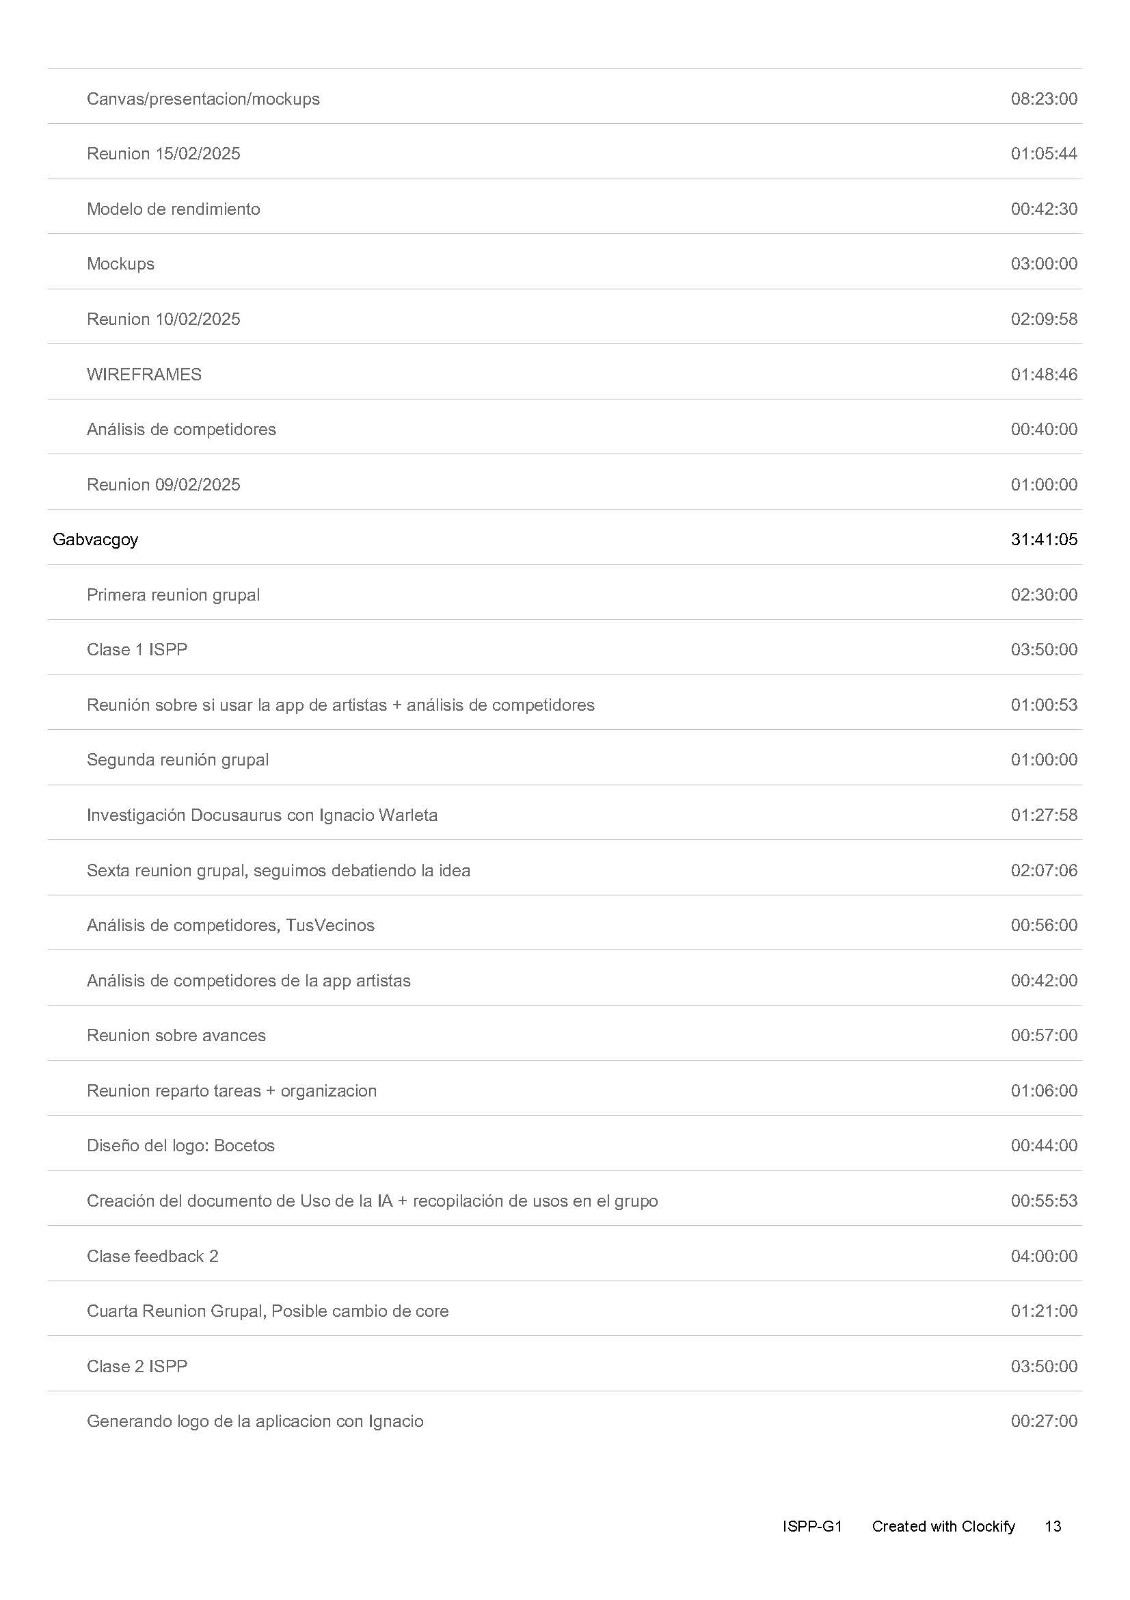 Canvas/presentacion/mockups 08:23:00
Reunion 15/02/2025 01:05:44
Modelo de rendimiento 00:42:30
Mockups 03:00:00
Reunion 10/02/2025 02:09:58
WIREFRAMES 01:48:46
Análisis de competidores 00:40:00
Reunion 09/02/2025 01:00:00
Gabvacgoy 31:41:05
Primera reunion grupal 02:30:00
Clase 1 ISPP 03:50:00
Reunión sobre si usar la app de artistas + análisis de competidores 01:00:53
Segunda reunión grupal 01:00:00
Investigación Docusaurus con Ignacio Warleta 01:27:58
Sexta reunion grupal, seguimos debatiendo la idea 02:07:06
Análisis de competidores, TusVecinos 00:56:00
Análisis de competidores de la app artistas 00:42:00
Reunion sobre avances 00:57:00
Reunion reparto tareas + organizacion 01:06:00
Diseño del logo: Bocetos 00:44:00
Creación del documento de Uso de la IA + recopilación de usos en el grupo 00:55:53
Clase feedback 2 04:00:00
Cuarta Reunion Grupal, Posible cambio de core 01:21:00
Clase 2 ISPP 03:50:00
Generando logo de la aplicacion con Ignacio 00:27:00
ISPP-G1 Created with Clockify 13